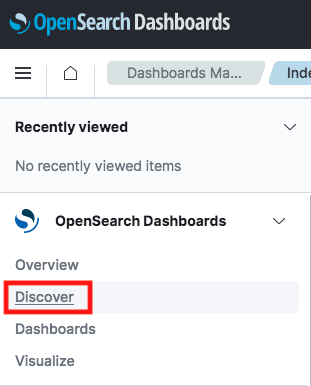 OpenSearch Dashboards
Dashboards Ma...
Inde
Recently viewed
No recently viewed items
OpenSearch Dashboards
Overview
Discover
Dashboards
Visualize